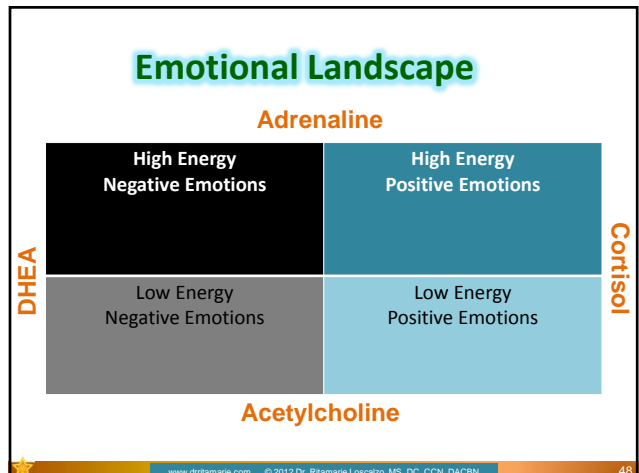 Emotional Landscape
Adrenaline
High Energy
Negative Emotions
High Energy
Positive Emotions
DHEA
Cortisol
Low Energy
Negative Emotions
Low Energy
Positive Emotions
Acetylcholine
www.drritamarie.com © 2012 Dr. Ritamarie Loscalzo, MS, DC, CCN, DACBN
48